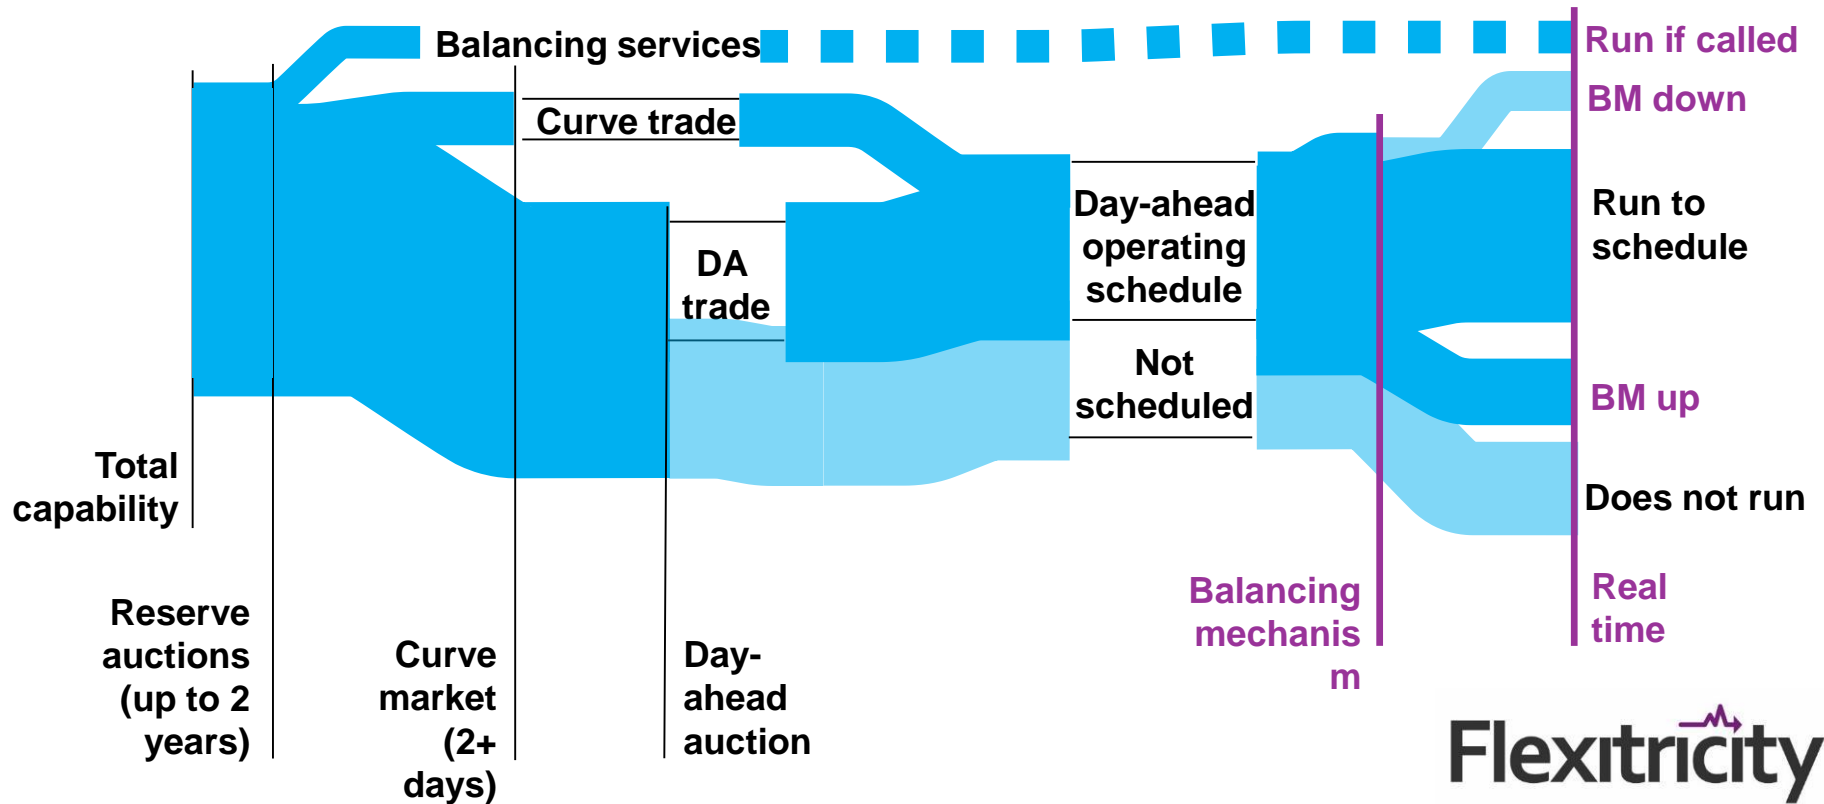 Balancing services
Run if called
BM down
Curve trade
Day-ahead
operating
schedule
Run to
schedule
DA
trade
Not
scheduled
BM up
Total
capability
Does not run
Reserve
auctions
(up to 2
years)
Curve
market
(2+
days)
Day-
ahead
auction
Balancing
mechanis
m
Real
time
Flexitricity